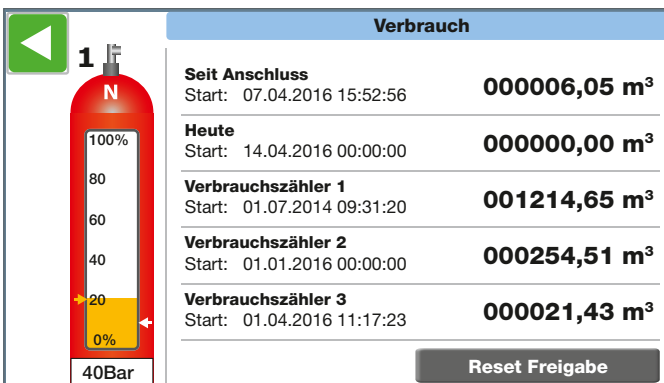 Verbrauch
1
N
100%
80
60
40
20
0%
40Bar
Seit Anschluss
Start: 07.04.2016 15:52:56
000006,05 m³
Heute
Start: 14.04.2016 00:00:00
000000,00 m³
Verbrauchszähler 1
Start: 01.07.2014 09:31:20
001214,65 m³
Verbrauchszähler 2
Start: 01.01.2016 00:00:00
000254,51 m³
Verbrauchszähler 3
Start: 01.04.2016 11:17:23
000021,43 m³
Reset Freigabe